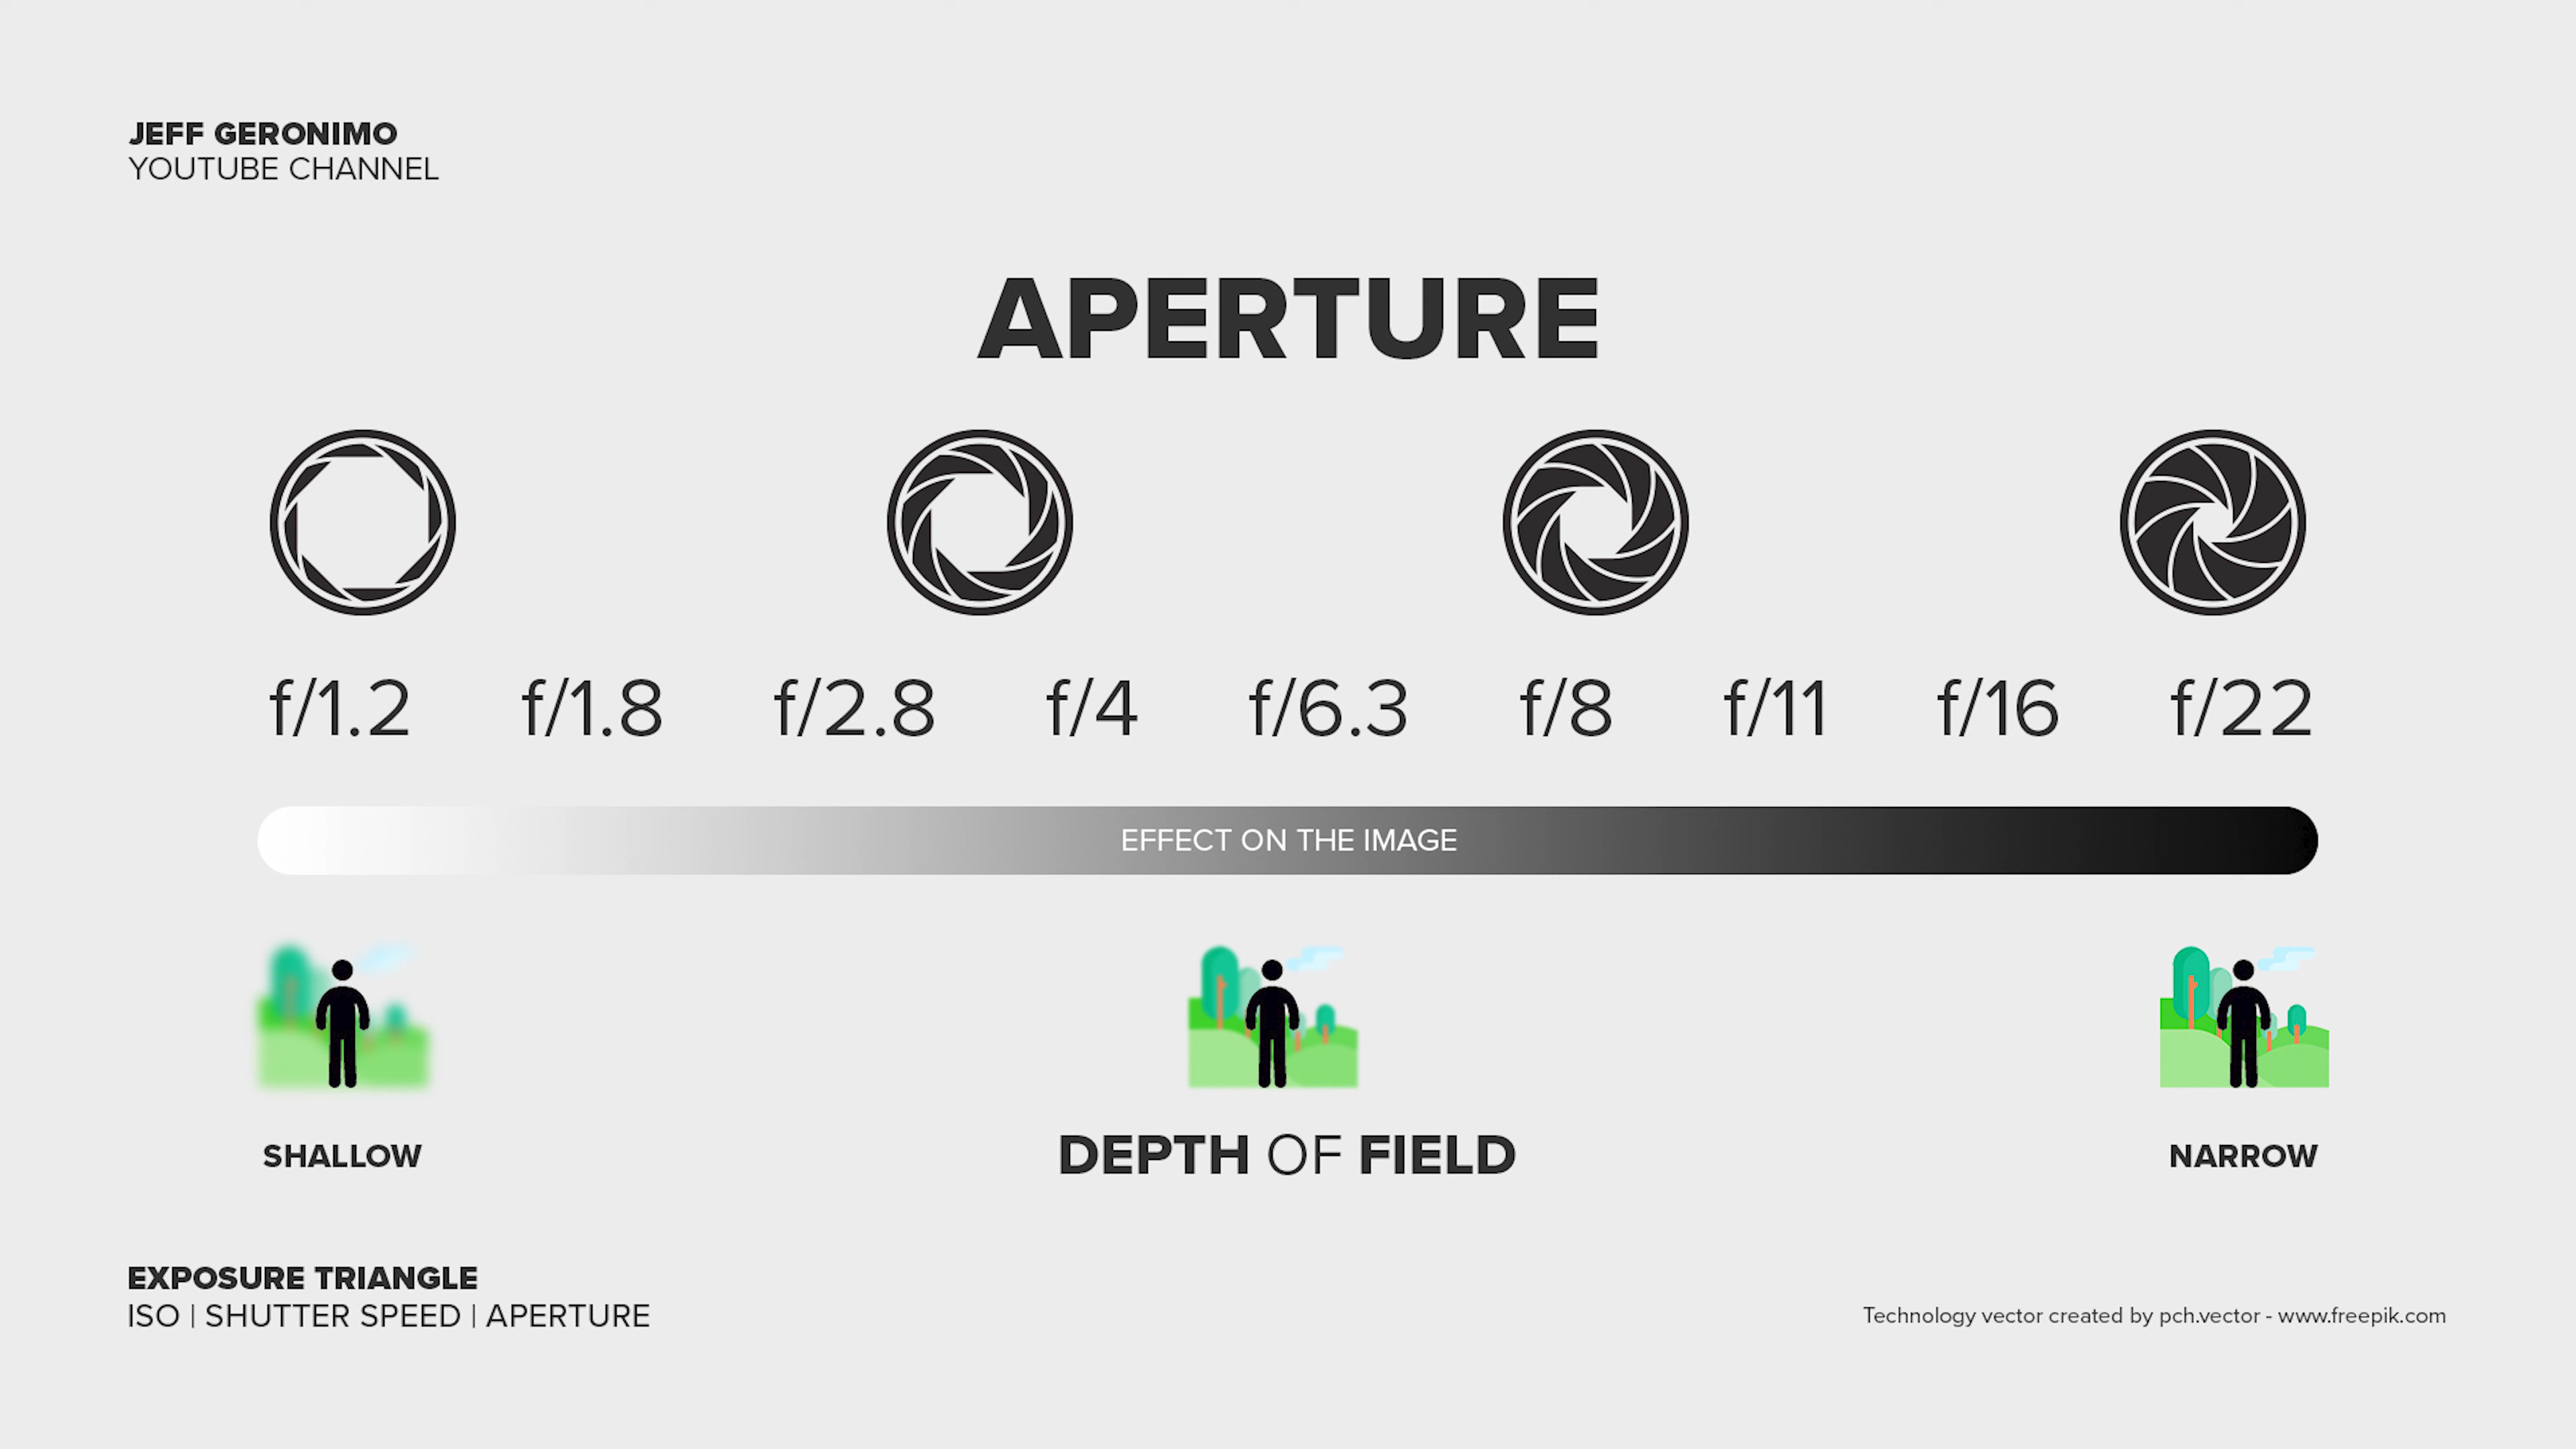 JEFF GERONIMO
YOUTUBE CHANNEL
APERTURE
f/1.2 f/1.8 f/2.8 f/4 f/6.3 f/8 f/11 f/16 f/22
EFFECT ON THE IMAGE
SHALLOW DEPTH OF FIELD NARROW
EXPOSURE TRIANGLE
ISO | SHUTTER SPEED | APERTURE
Technology vector created by pch.vector - www.freepik.com